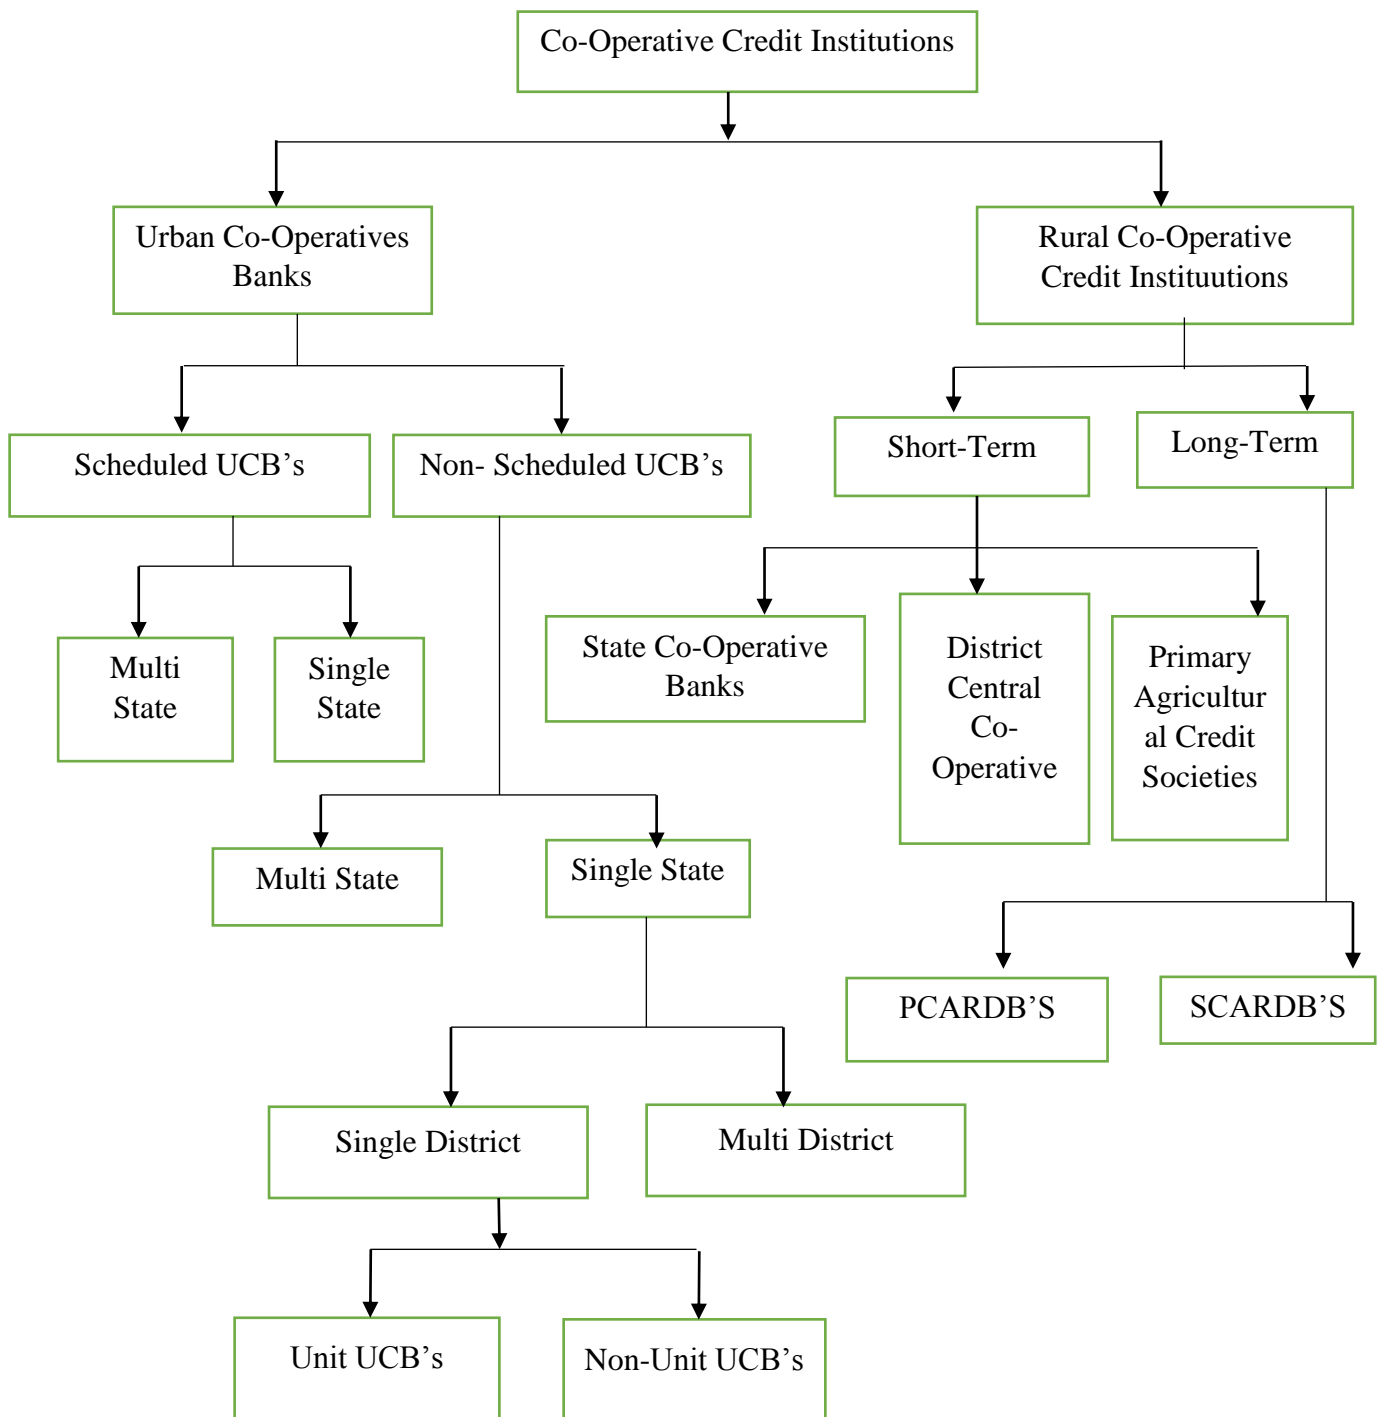 Co-Operative Credit Institutions
Urban Co-Operatives
Banks
Rural Co-Operative
Credit Instituutions
Scheduled UCB’s
Non- Scheduled UCB’s
Short-Term
Long-Term
Multi
State
Single
State
State Co-Operative
Banks
District
Central
Co-
Operative
Primary
Agricultur
al Credit
Societies
Multi State
Single State
PCARDB’S
SCARDB’S
Single District
Multi District
Unit UCB’s
Non-Unit UCB’s